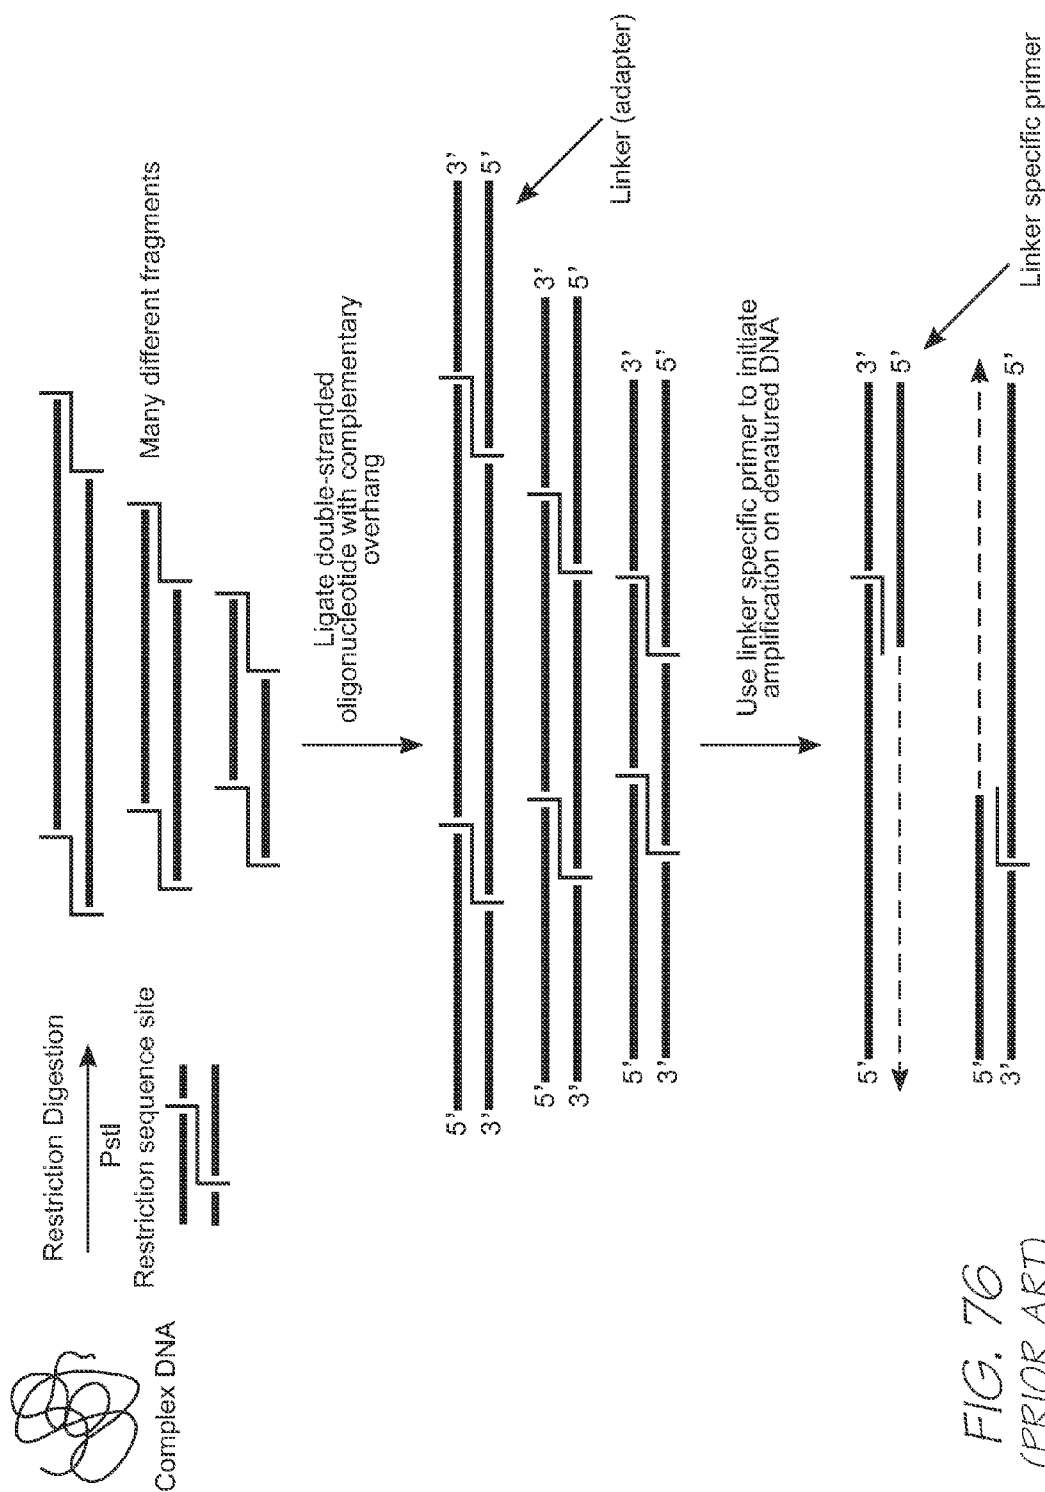 Complex DNA
Restriction Digestion
PstI
Restriction sequence site
Many different fragments
Ligate double-stranded
oligonucleotide with complementary
overhang
5' 3'
3' 5'
5' 3'
3' 5'
5' 3'
3' 5'
Linker (adapter)
Use linker specific primer to initiate
amplification on denatured DNA
5' 3'
5'
5'
3' 5'
Linker specific primer
FIG. 76
(PRIOR ART)